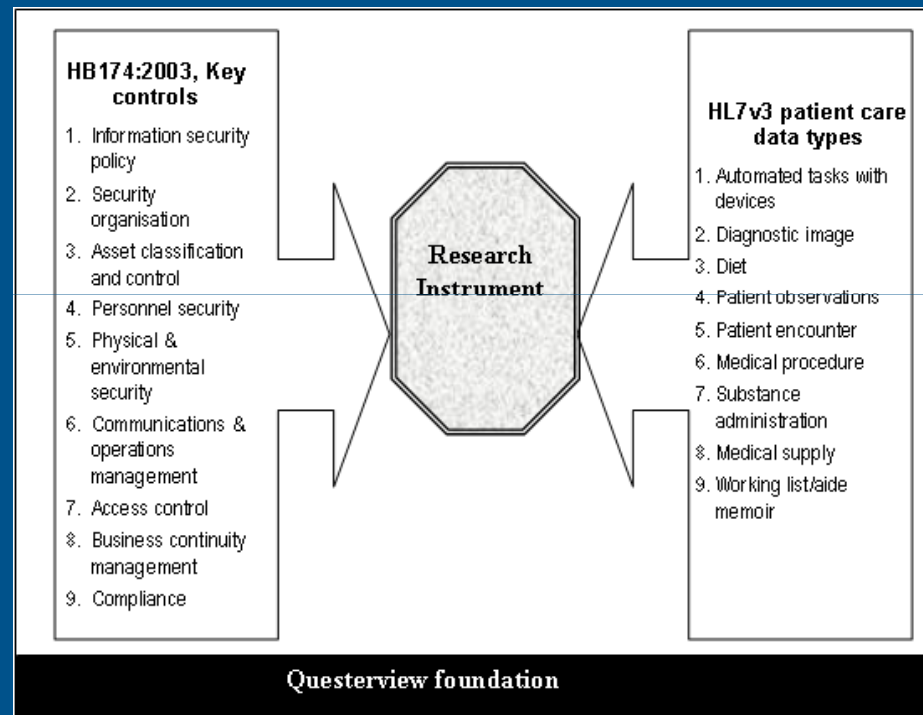 HB174:2003, Key
controls
1. Information security
policy
2. Security
organisation
3. Asset classification
and control
4. Personnel security
5. Physical &
environmental
security
6. Communications &
operations
management
7. Access control
8. Business continuity
management
9. Compliance
Research
Instrument
HL7v3 patient care
data types
1. Automated tasks with
devices
2. Diagnostic image
3. Diet
4. Patient observations
5. Patient encounter
6. Medical procedure
7. Substance
administration
8. Medical supply
9. Working list/aide
memoir
Questerview foundation